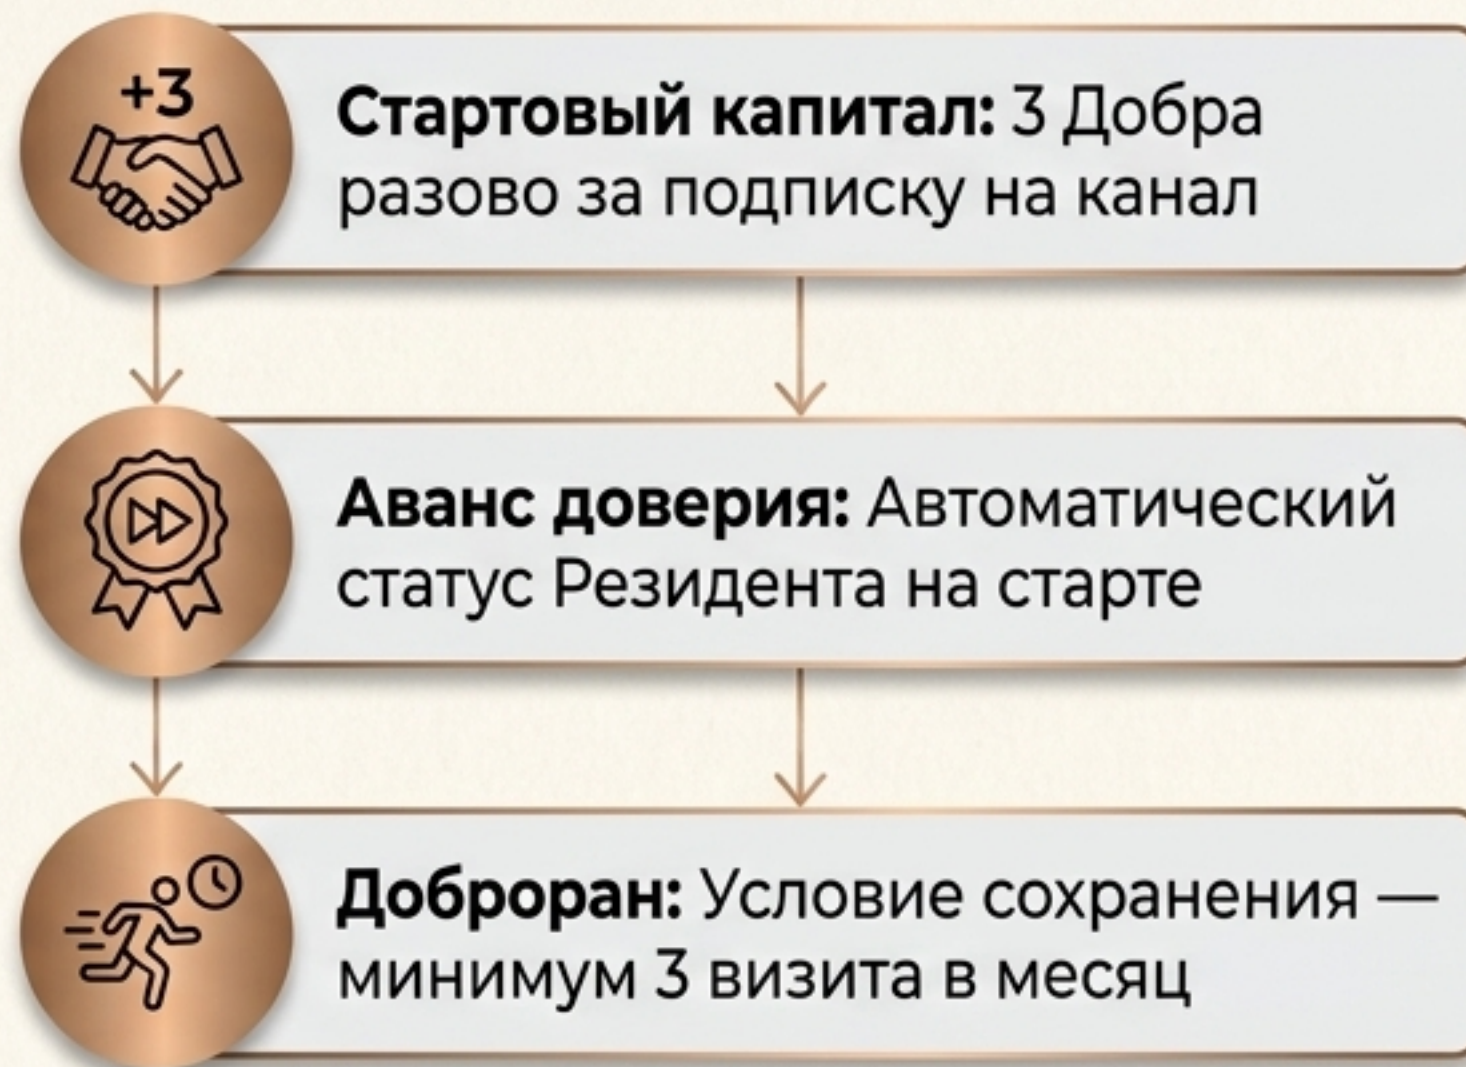 +3
Стартовый капитал: 3 Добра
разово за подписку на канал
Аванс доверия: Автоматический
статус Резидента на старте
Доброран: Условие сохранения —
минимум 3 визита в месяц